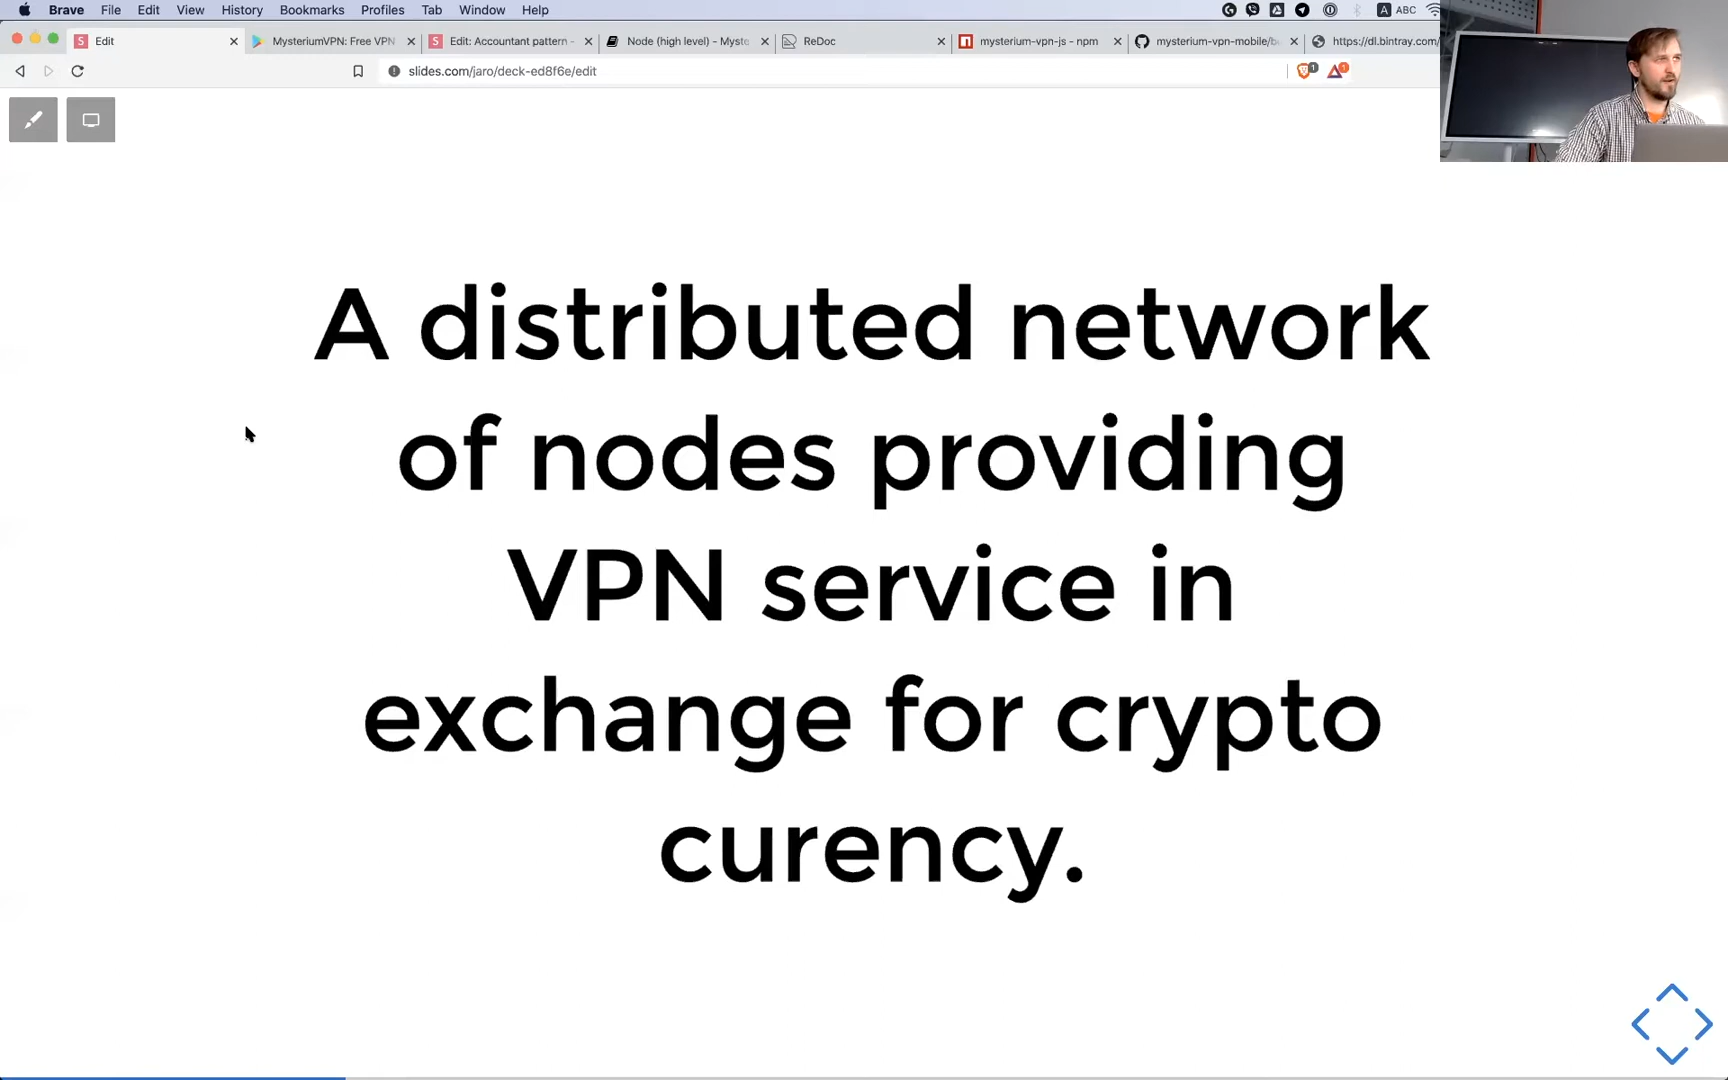 Brave File Edit View History Bookmarks Profiles Tab Window Help A ABC
Edit MysteriumVPN: Free VPN Edit: Accountant pattern - Node (high level) – Myste ReDoc mysterium-vpn-js - npm mysterium-vpn-mobile/b https://dl.bintray.com/
slides.com/jaro/deck-ed8f6e/edit 1 1
A distributed network
of nodes providing
VPN service in
exchange for crypto
curency.